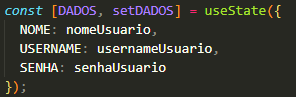 const [DADOS, setDADOS] = useState({
NOME: nomeUsuario,
USERNAME: usernameUsuario,
SENHA: senhaUsuario
});